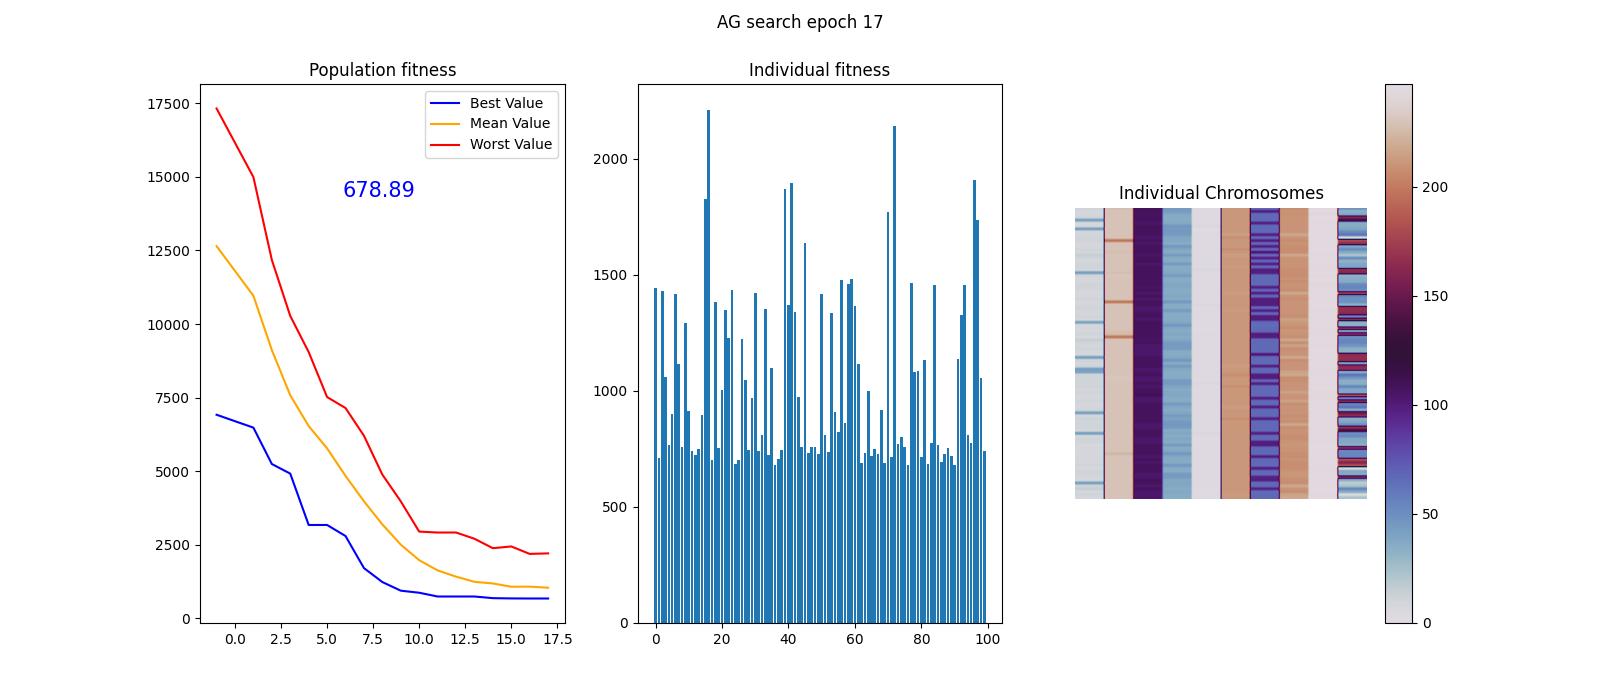 AG search epoch 17
Population fitness
17500
15000
12500
10000
7500
5000
2500
0
0.0 2.5 5.0 7.5 10.0 12.5 15.0 17.5
Best Value
Mean Value
Worst Value
678.89
Individual fitness
2000
1500
1000
500
0
0 20 40 60 80 100
Individual Chromosomes
200
150
100
50
0